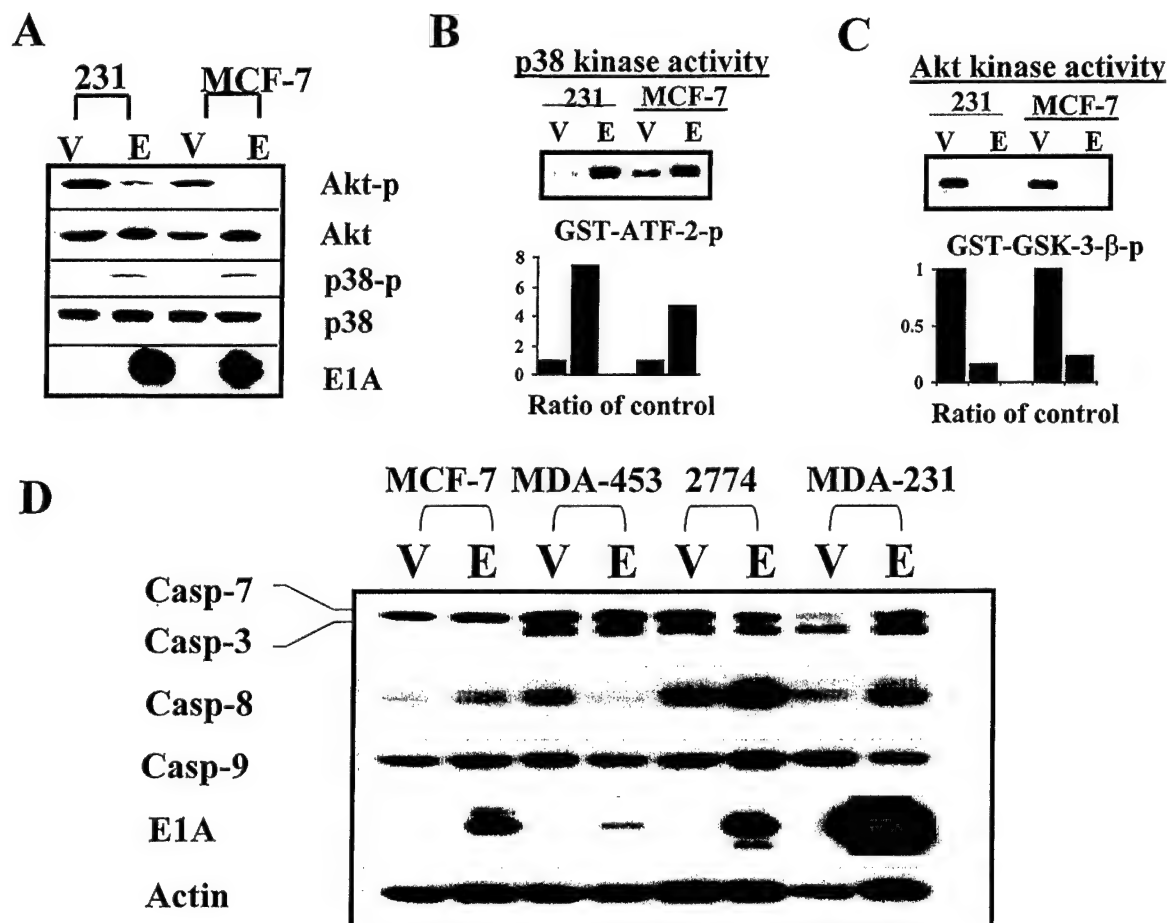 A
231 MCF-7
V E V E
Akt-p
Akt
p38-p
p38
E1A
B
p38 kinase activity
231 MCF-7
V E V E
GST-ATF-2-p
8
6
4
2
0
Ratio of control
C
Akt kinase activity
231 MCF-7
V E V E
GST-GSK-3-β-p
1
0.5
0
Ratio of control
D
MCF-7 MDA-453 2774 MDA-231
V E V E V E V E
Casp-7
Casp-3
Casp-8
Casp-9
E1A
Actin